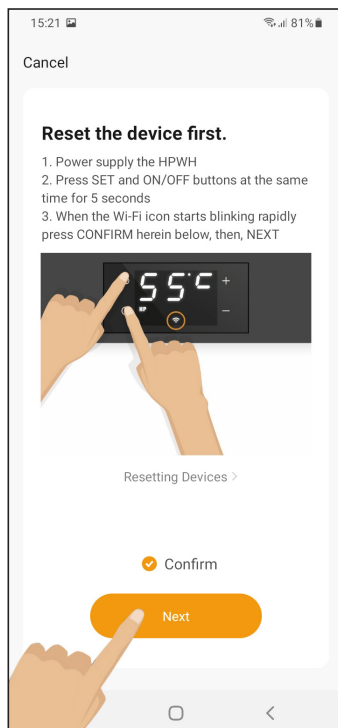 15:21 81%
Cancel
Reset the device first.
1. Power supply the HPWH
2. Press SET and ON/OFF buttons at the same
time for 5 seconds
3. When the Wi-Fi icon starts blinking rapidly
press CONFIRM herein below, then, NEXT
55°C +
HP −
Resetting Devices >
Confirm
Next